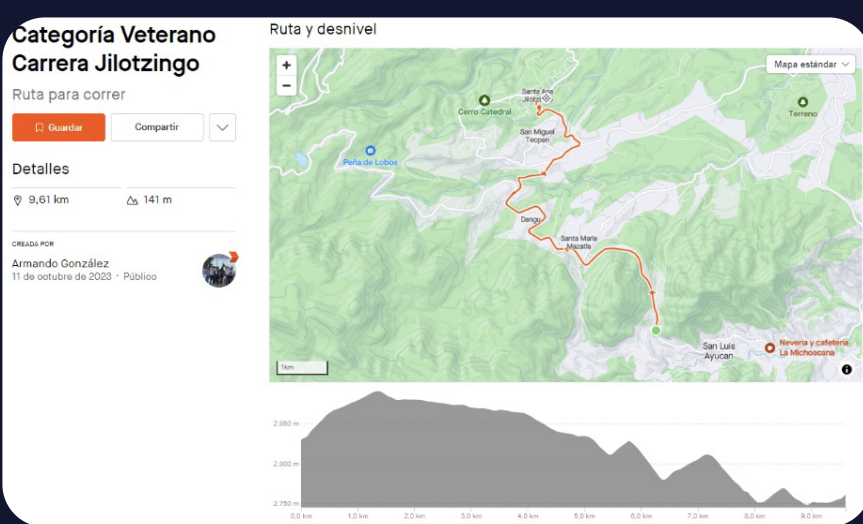 Categoría Veterano
Carrera Jilotzingo
Ruta para correr
Guardar
Compartir
Detalles
9,61 km
141 m
CREADA POR
Armando González
11 de octubre de 2023 · Público
Ruta y desnivel
+
−
Mapa estándar
Santa Ana
Jilotzi
Cerro Catedral
Terreno
San Miguel
Tecpan
Peña de Lobos
Dangu
Santa María
Mazatla
San Luis
Ayucan
Nevería y cafetería
La Michoacana
1km
2.850 m
2.800 m
2.750 m
0,0 km 1,0 km 2,0 km 3,0 km 4,0 km 5,0 km 6,0 km 7,0 km 8,0 km 9,0 km